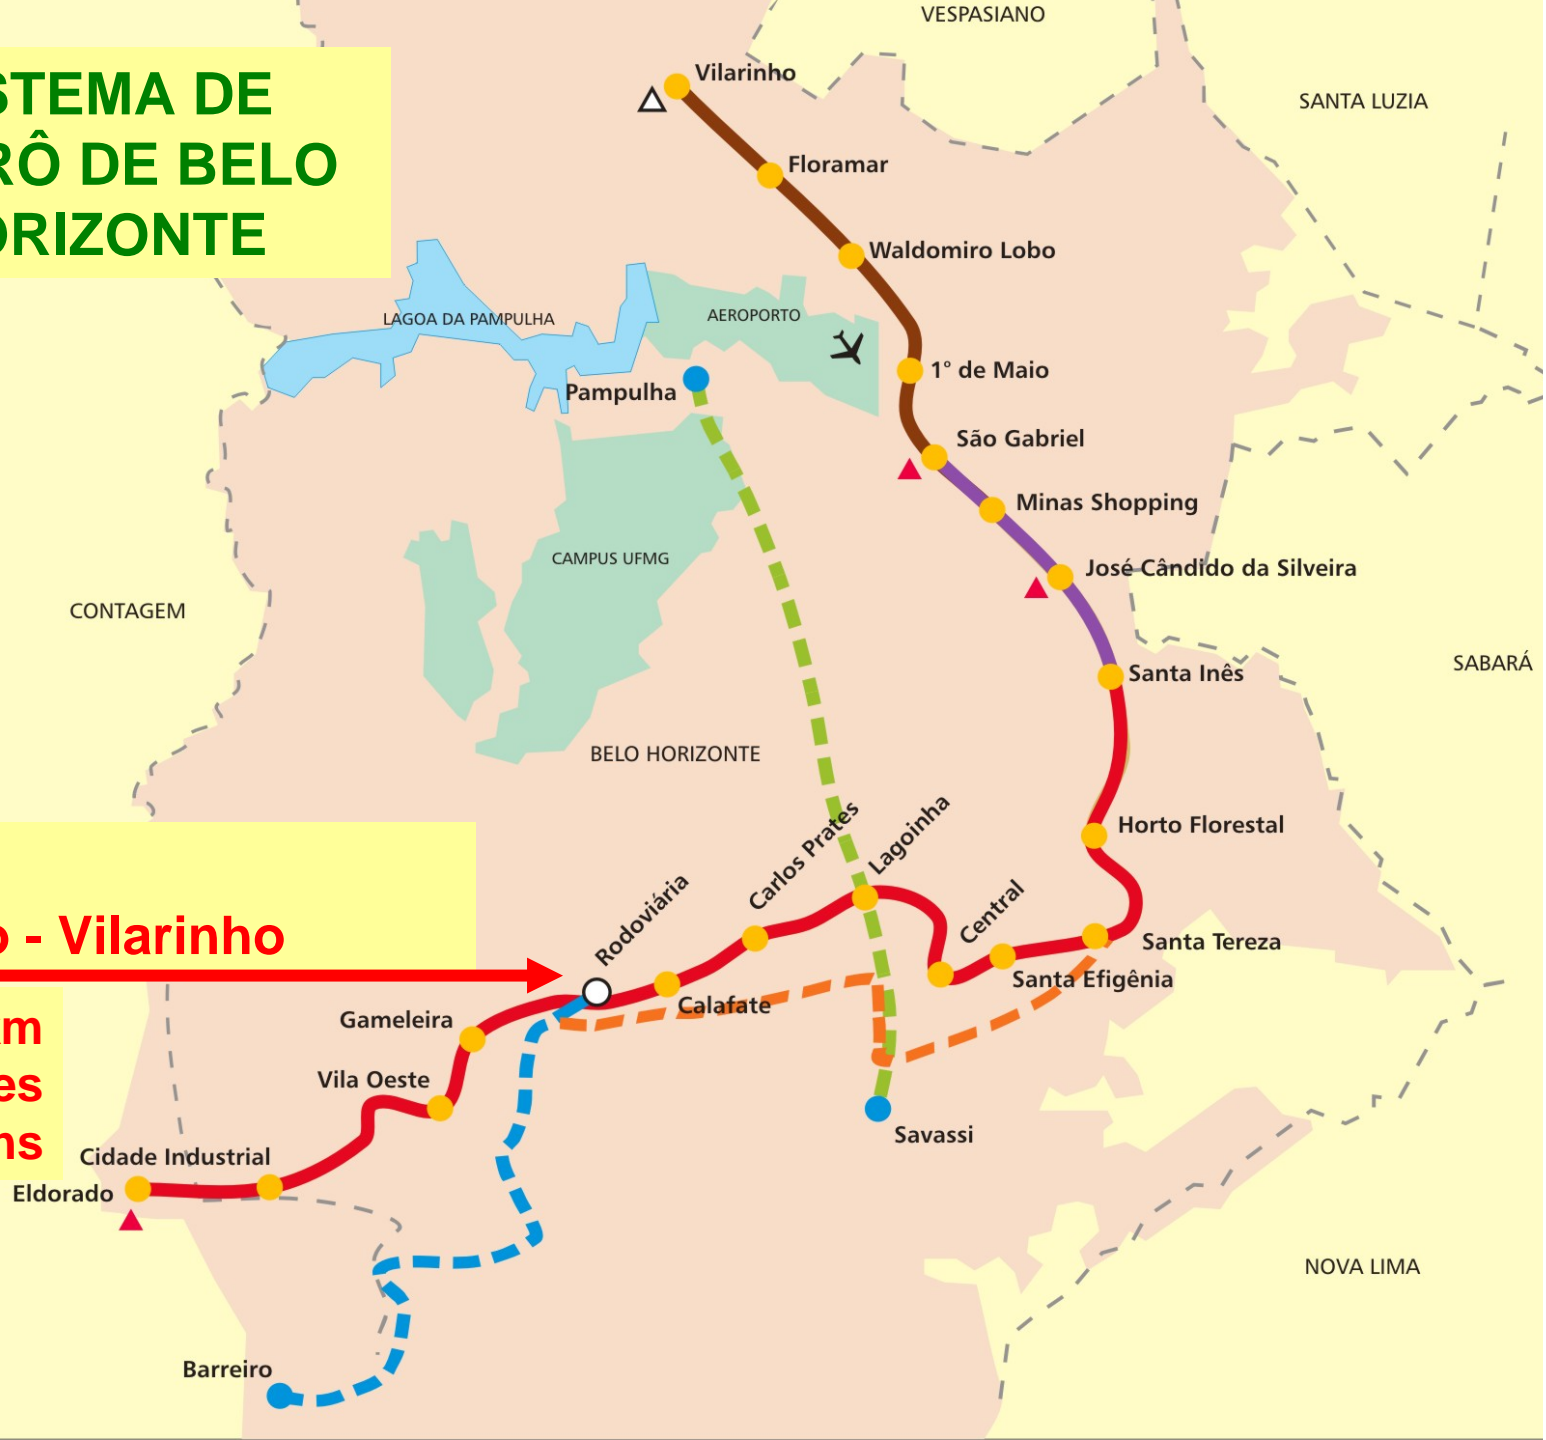 VESPASIANO
STEMA DE
RÔ DE BELO
ORIZONTE
Vilarinho
SANTA LUZIA
Floramar
Waldomiro Lobo
LAGOA DA PAMPULHA
AEROPORTO
1° de Maio
Pampulha
São Gabriel
Minas Shopping
CAMPUS UFMG
José Cândido da Silveira
CONTAGEM
SABARÁ
Santa Inês
BELO HORIZONTE
Carlos Prates
Lagoinha
Horto Florestal
Rodoviária
Central
o - Vilarinho
Santa Tereza
Santa Efigênia
Calafate
Gameleira
am
Vila Oeste
es
Savassi
ns
Cidade Industrial
Eldorado
NOVA LIMA
Barreiro